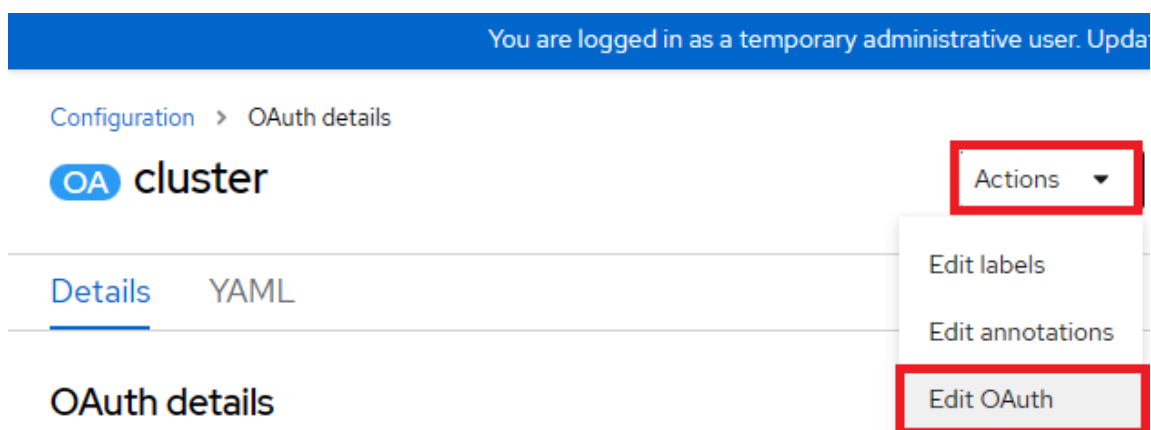 You are logged in as a temporary administrative user.
Configuration > OAuth details
OA cluster
Actions
Edit labels
Details YAML
Edit annotations
OAuth details
Edit OAuth